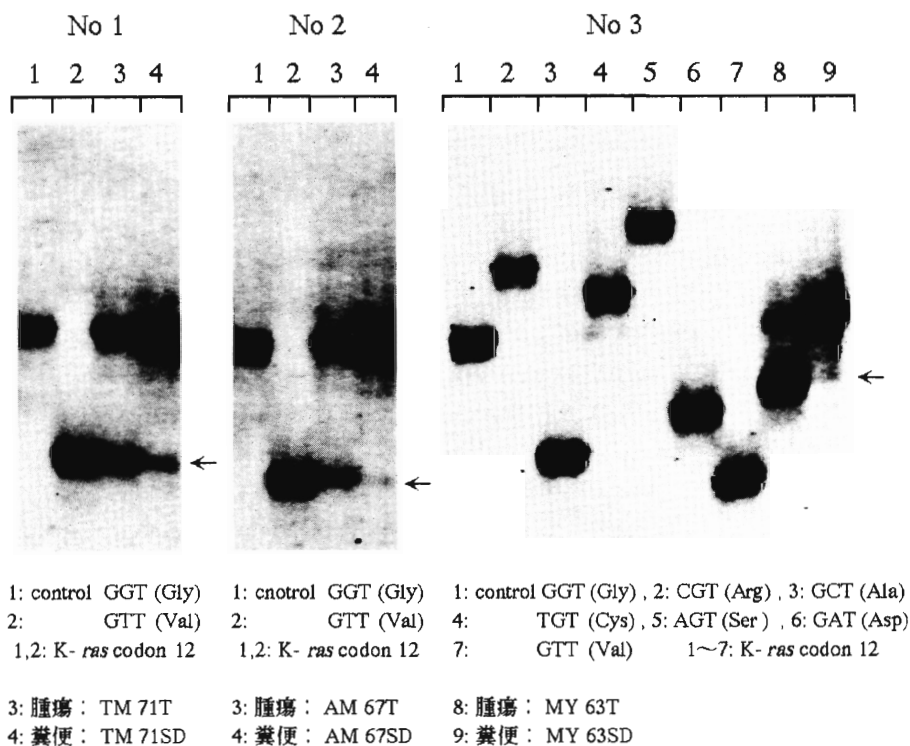 No 1 No 2 No 3
1 2 3 4 1 2 3 4 1 2 3 4 5 6 7 8 9
1: control GGT (Gly) 1: cnotrol GGT (Gly) 1: control GGT (Gly) , 2: CGT (Arg) , 3: GCT (Ala)
2: GTT (Val) 2: GTT (Val) 4: TGT (Cys) , 5: AGT (Ser) , 6: GAT (Asp)
1,2: K- ras codon 12 1,2: K- ras codon 12 7: GTT (Val) 1～7: K- ras codon 12
3: 腫瘍： TM 71T 3: 腫瘍： AM 67T 8: 腫瘍： MY 63T
4: 糞便： TM 71SD 4: 糞便： AM 67SD 9: 糞便： MY 63SD